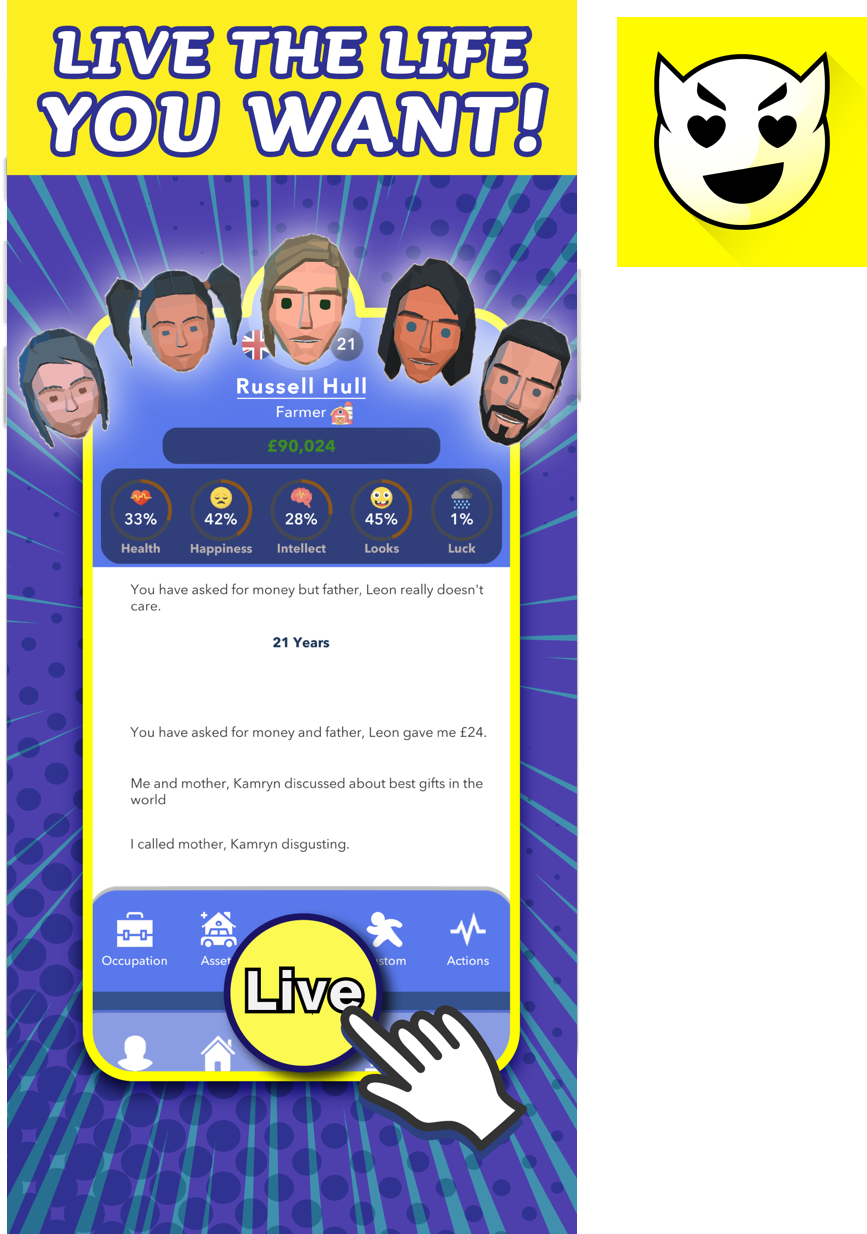 LIVE THE LIFE
YOU WANT!
21
Russell Hull
Farmer
£90,024
33% 42% 28% 45% 1%
Health Happiness Intellect Looks Luck
You have asked for money but father, Leon really doesn't
care.
21 Years
You have asked for money and father, Leon gave me £24.
Me and mother, Kamryn discussed about best gifts in the
world
I called mother, Kamryn disgusting.
Occupation Asset stom Actions
Live